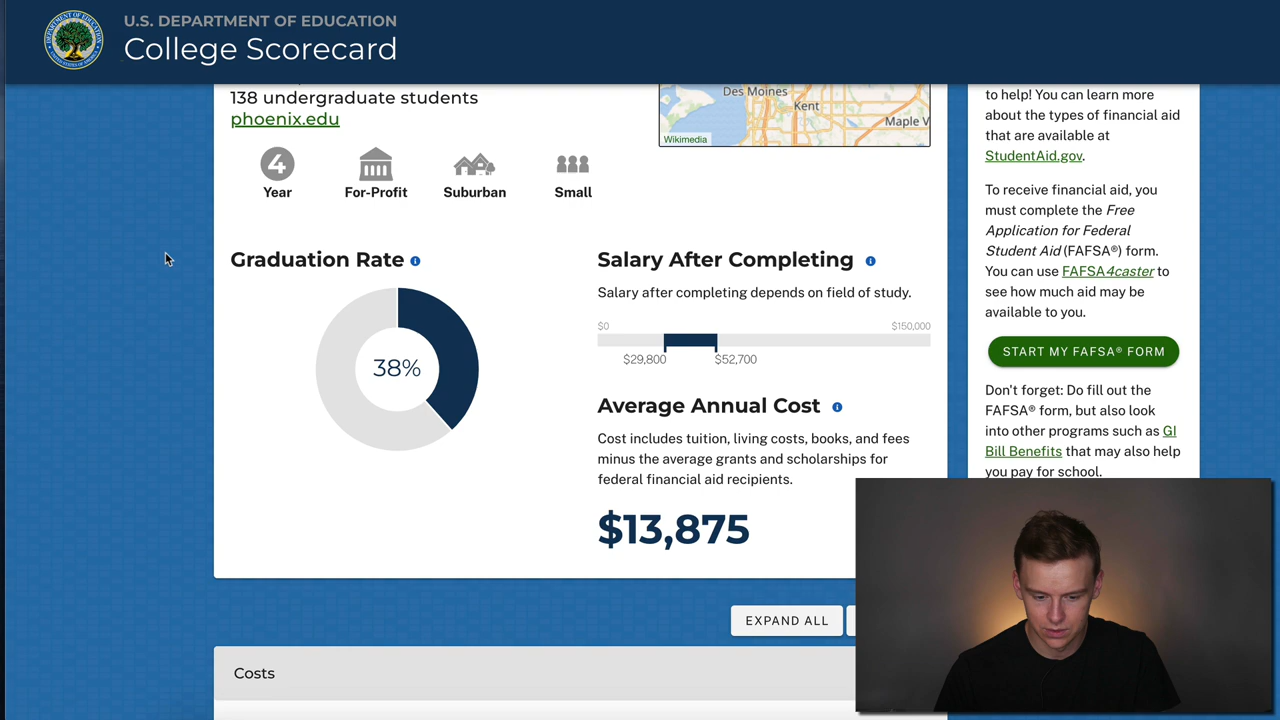 U.S. DEPARTMENT OF EDUCATION
College Scorecard
138 undergraduate students
phoenix.edu
Des Moines
Kent
Maple V
Wikimedia
4
Year
For-Profit
Suburban
Small
Graduation Rate
38%
Salary After Completing
Salary after completing depends on field of study.
$0
$150,000
$29,800
$52,700
Average Annual Cost
Cost includes tuition, living costs, books, and fees
minus the average grants and scholarships for
federal financial aid recipients.
$13,875
EXPAND ALL
Costs
to help! You can learn more
about the types of financial aid
that are available at
StudentAid.gov.
To receive financial aid, you
must complete the Free
Application for Federal
Student Aid (FAFSA®) form.
You can use FAFSA4caster to
see how much aid may be
available to you.
START MY FAFSA® FORM
Don't forget: Do fill out the
FAFSA® form, but also look
into other programs such as GI
Bill Benefits that may also help
you pay for school.